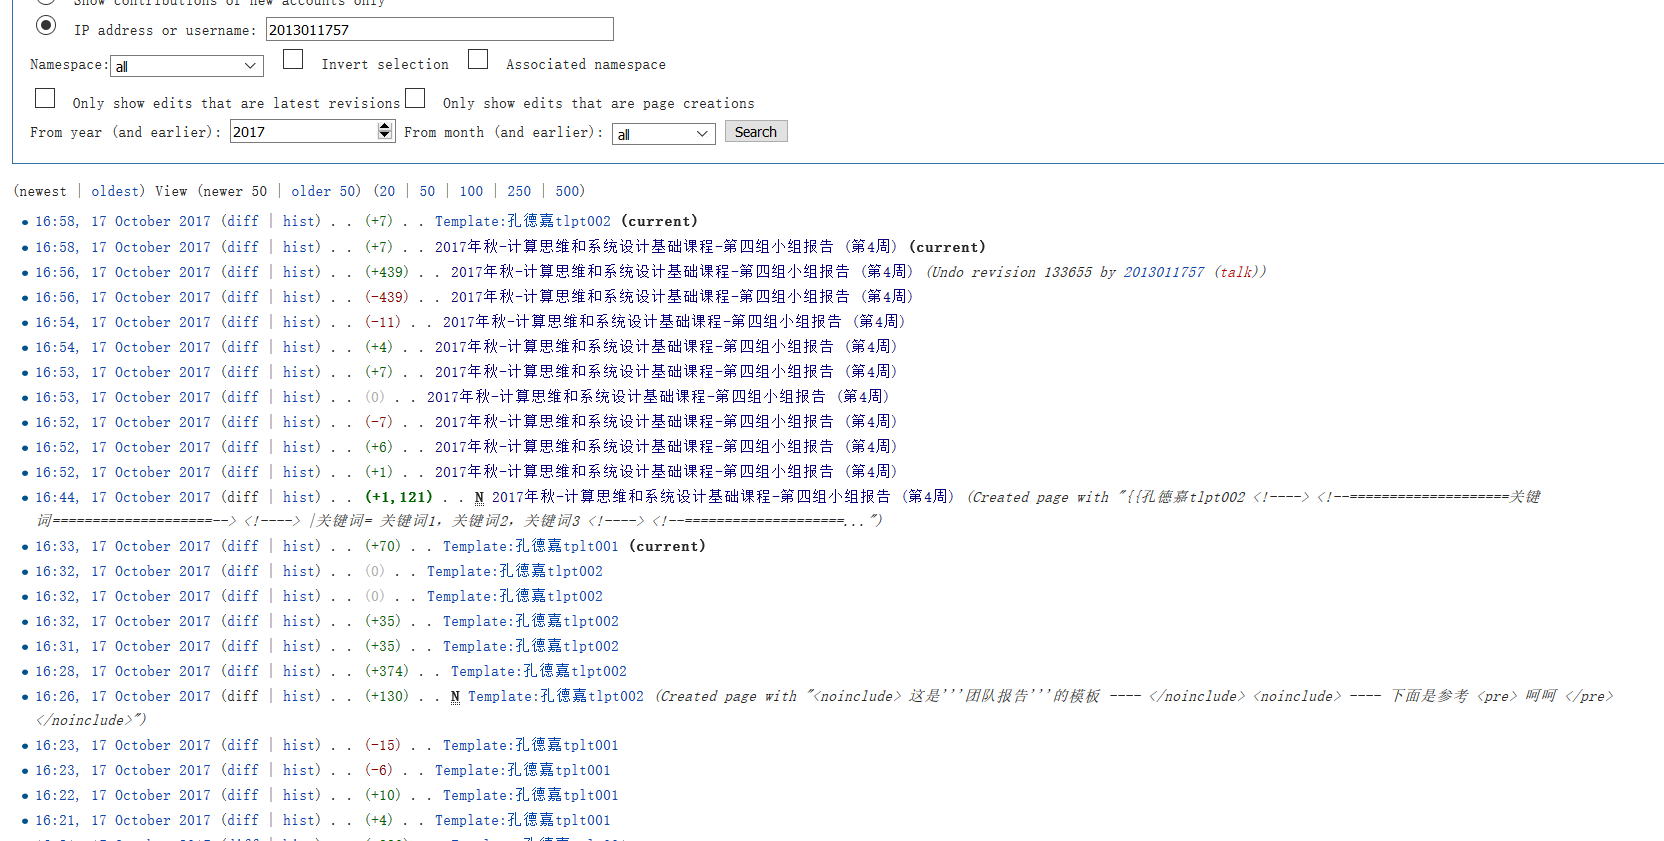 Show contributions of new accounts only
IP address or username: 2013011757
Namespace: all Invert selection Associated namespace
Only show edits that are latest revisions Only show edits that are page creations
From year (and earlier): 2017 From month (and earlier): all Search
(newest | oldest) View (newer 50 | older 50) (20 | 50 | 100 | 250 | 500)
16:58, 17 October 2017 (diff | hist) . . (+7) . . Template:孔德嘉tlpt002 (current)
16:58, 17 October 2017 (diff | hist) . . (+7) . . 2017年秋-计算思维和系统设计基础课程-第四组小组报告 (第4周) (current)
16:56, 17 October 2017 (diff | hist) . . (+439) . . 2017年秋-计算思维和系统设计基础课程-第四组小组报告 (第4周) (Undo revision 133655 by 2013011757 (talk))
16:56, 17 October 2017 (diff | hist) . . (-439) . . 2017年秋-计算思维和系统设计基础课程-第四组小组报告 (第4周)
16:54, 17 October 2017 (diff | hist) . . (-11) . . 2017年秋-计算思维和系统设计基础课程-第四组小组报告 (第4周)
16:54, 17 October 2017 (diff | hist) . . (+4) . . 2017年秋-计算思维和系统设计基础课程-第四组小组报告 (第4周)
16:53, 17 October 2017 (diff | hist) . . (+7) . . 2017年秋-计算思维和系统设计基础课程-第四组小组报告 (第4周)
16:53, 17 October 2017 (diff | hist) . . (0) . . 2017年秋-计算思维和系统设计基础课程-第四组小组报告 (第4周)
16:52, 17 October 2017 (diff | hist) . . (-7) . . 2017年秋-计算思维和系统设计基础课程-第四组小组报告 (第4周)
16:52, 17 October 2017 (diff | hist) . . (+6) . . 2017年秋-计算思维和系统设计基础课程-第四组小组报告 (第4周)
16:52, 17 October 2017 (diff | hist) . . (+1) . . 2017年秋-计算思维和系统设计基础课程-第四组小组报告 (第4周)
16:44, 17 October 2017 (diff | hist) . . (+1,121) . . N 2017年秋-计算思维和系统设计基础课程-第四组小组报告 (第4周) (Created page with "{{孔德嘉tlpt002 <!----> <!--====================关键
词====================--> <!----> |关键词= 关键词1, 关键词2, 关键词3 <!----> <!--====================...")
16:33, 17 October 2017 (diff | hist) . . (+70) . . Template:孔德嘉tplt001 (current)
16:32, 17 October 2017 (diff | hist) . . (0) . . Template:孔德嘉tlpt002
16:32, 17 October 2017 (diff | hist) . . (0) . . Template:孔德嘉tlpt002
16:32, 17 October 2017 (diff | hist) . . (+35) . . Template:孔德嘉tlpt002
16:31, 17 October 2017 (diff | hist) . . (+35) . . Template:孔德嘉tlpt002
16:28, 17 October 2017 (diff | hist) . . (+374) . . Template:孔德嘉tlpt002
16:26, 17 October 2017 (diff | hist) . . (+130) . . N Template:孔德嘉tlpt002 (Created page with "<noinclude> 这是'''团队报告'''的模板 ---- </noinclude> <noinclude> ---- 下面是参考 <pre> 呵呵 </pre>
</noinclude>")
16:23, 17 October 2017 (diff | hist) . . (-15) . . Template:孔德嘉tplt001
16:23, 17 October 2017 (diff | hist) . . (-6) . . Template:孔德嘉tplt001
16:22, 17 October 2017 (diff | hist) . . (+10) . . Template:孔德嘉tplt001
16:21, 17 October 2017 (diff | hist) . . (+4) . . Template:孔德嘉tplt001